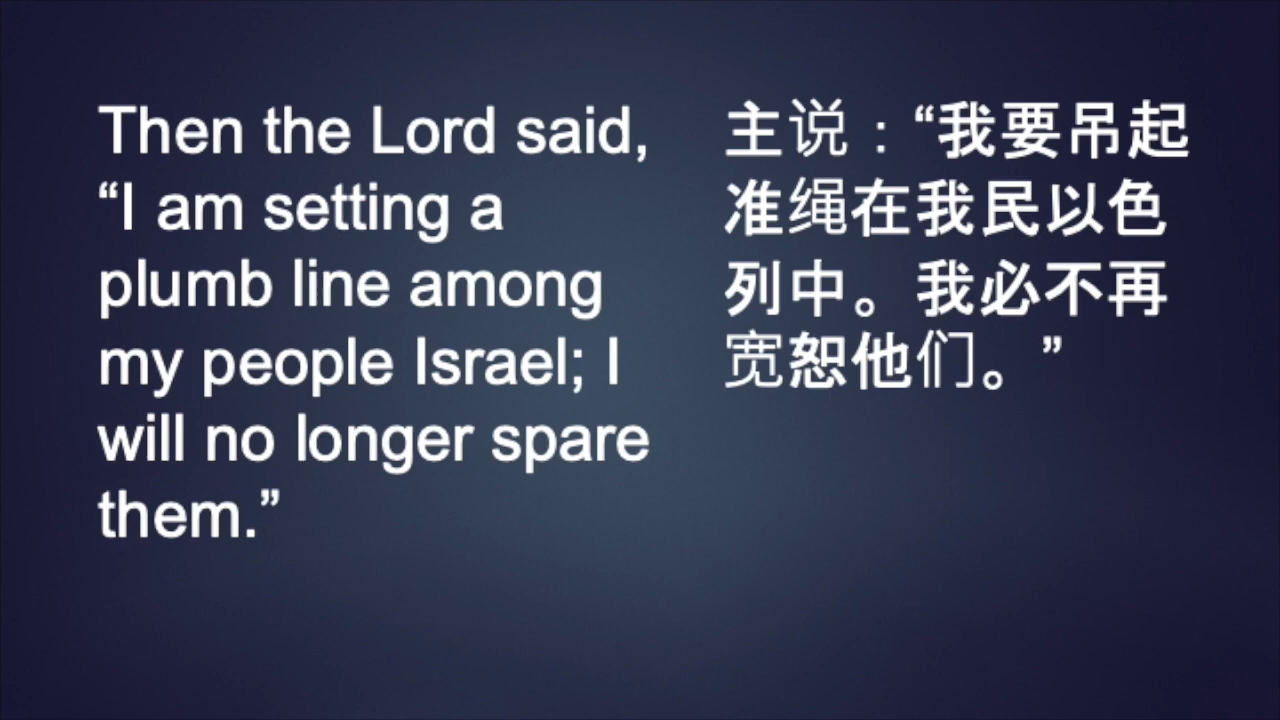 Then the Lord said,
“I am setting a
plumb line among
my people Israel; I
will no longer spare
them.”
主说：“我要吊起
准绳在我民以色
列中。我必不再
宽恕他们。”